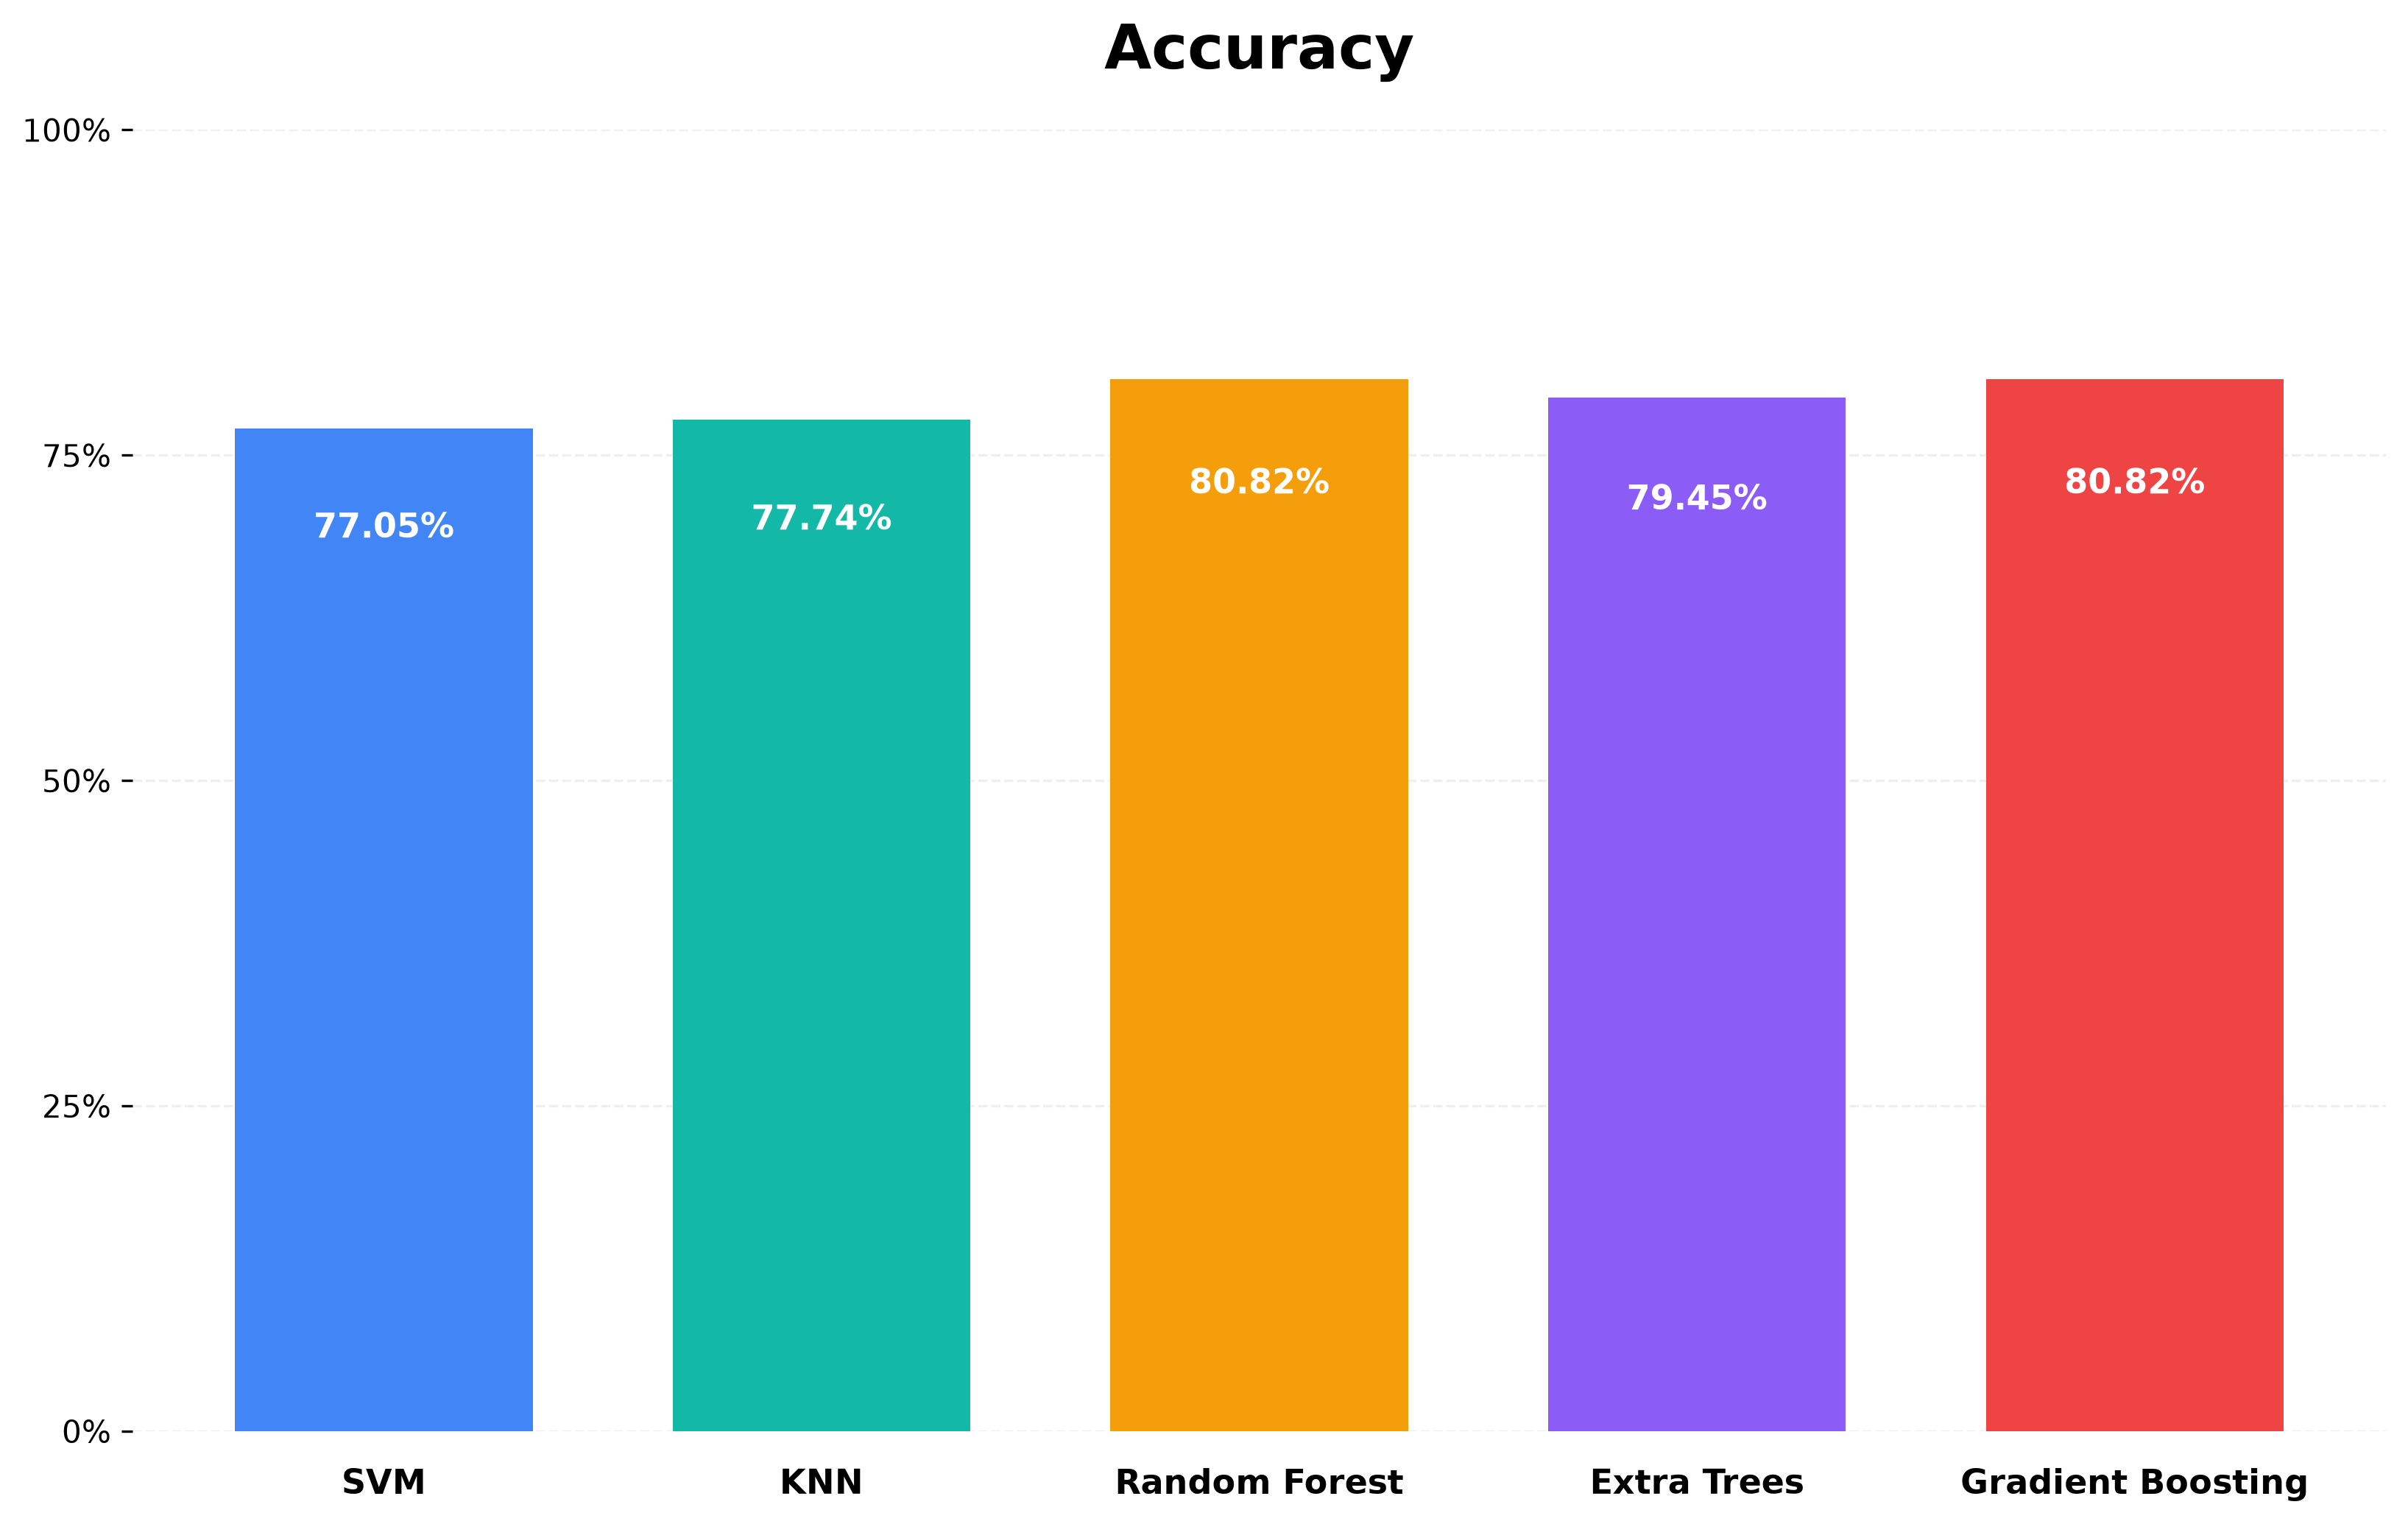 Accuracy
100%
75%
50%
25%
0%
77.05%
77.74%
80.82%
79.45%
80.82%
SVM
KNN
Random Forest
Extra Trees
Gradient Boosting